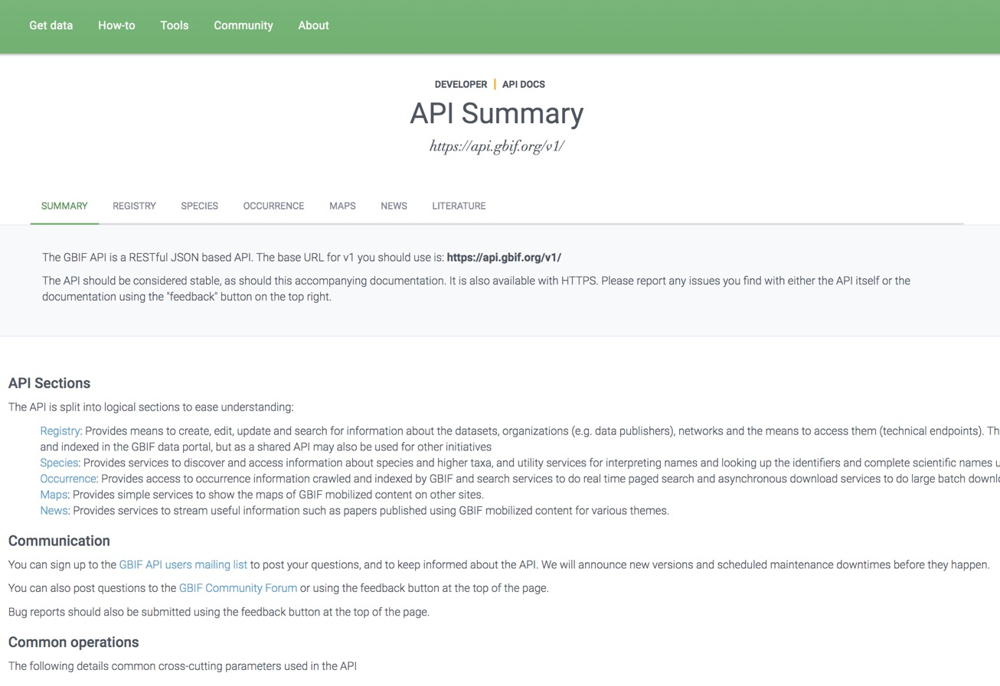 Get data How-to Tools Community About
DEVELOPER | API DOCS
API Summary
https://api.gbif.org/v1/
SUMMARY REGISTRY SPECIES OCCURRENCE MAPS NEWS LITERATURE
The GBIF API is a RESTful JSON based API. The base URL for v1 you should use is: https://api.gbif.org/v1/
The API should be considered stable, as should this accompanying documentation. It is also available with HTTPS. Please report any issues you find with either the API itself or the
documentation using the "feedback" button on the top right.
API Sections
The API is split into logical sections to ease understanding:
Registry: Provides means to create, edit, update and search for information about the datasets, organizations (e.g. data publishers), networks and the means to access them (technical endpoints).
and indexed in the GBIF data portal, but as a shared API may also be used for other initiatives
Species: Provides services to discover and access information about species and higher taxa, and utility services for interpreting names and looking up the identifiers and complete scientific names
Occurrence: Provides access to occurrence information crawled and indexed by GBIF and search services to do real time paged search and asynchronous download services to do large batch
Maps: Provides simple services to show the maps of GBIF mobilized content on other sites.
News: Provides services to stream useful information such as papers published using GBIF mobilized content for various themes.
Communication
You can sign up to the GBIF API users mailing list to post your questions, and to keep informed about the API. We will announce new versions and scheduled maintenance downtimes before they happen.
You can also post questions to the GBIF Community Forum or using the feedback button at the top of the page.
Bug reports should also be submitted using the feedback button at the top of the page.
Common operations
The following details common cross-cutting parameters used in the API